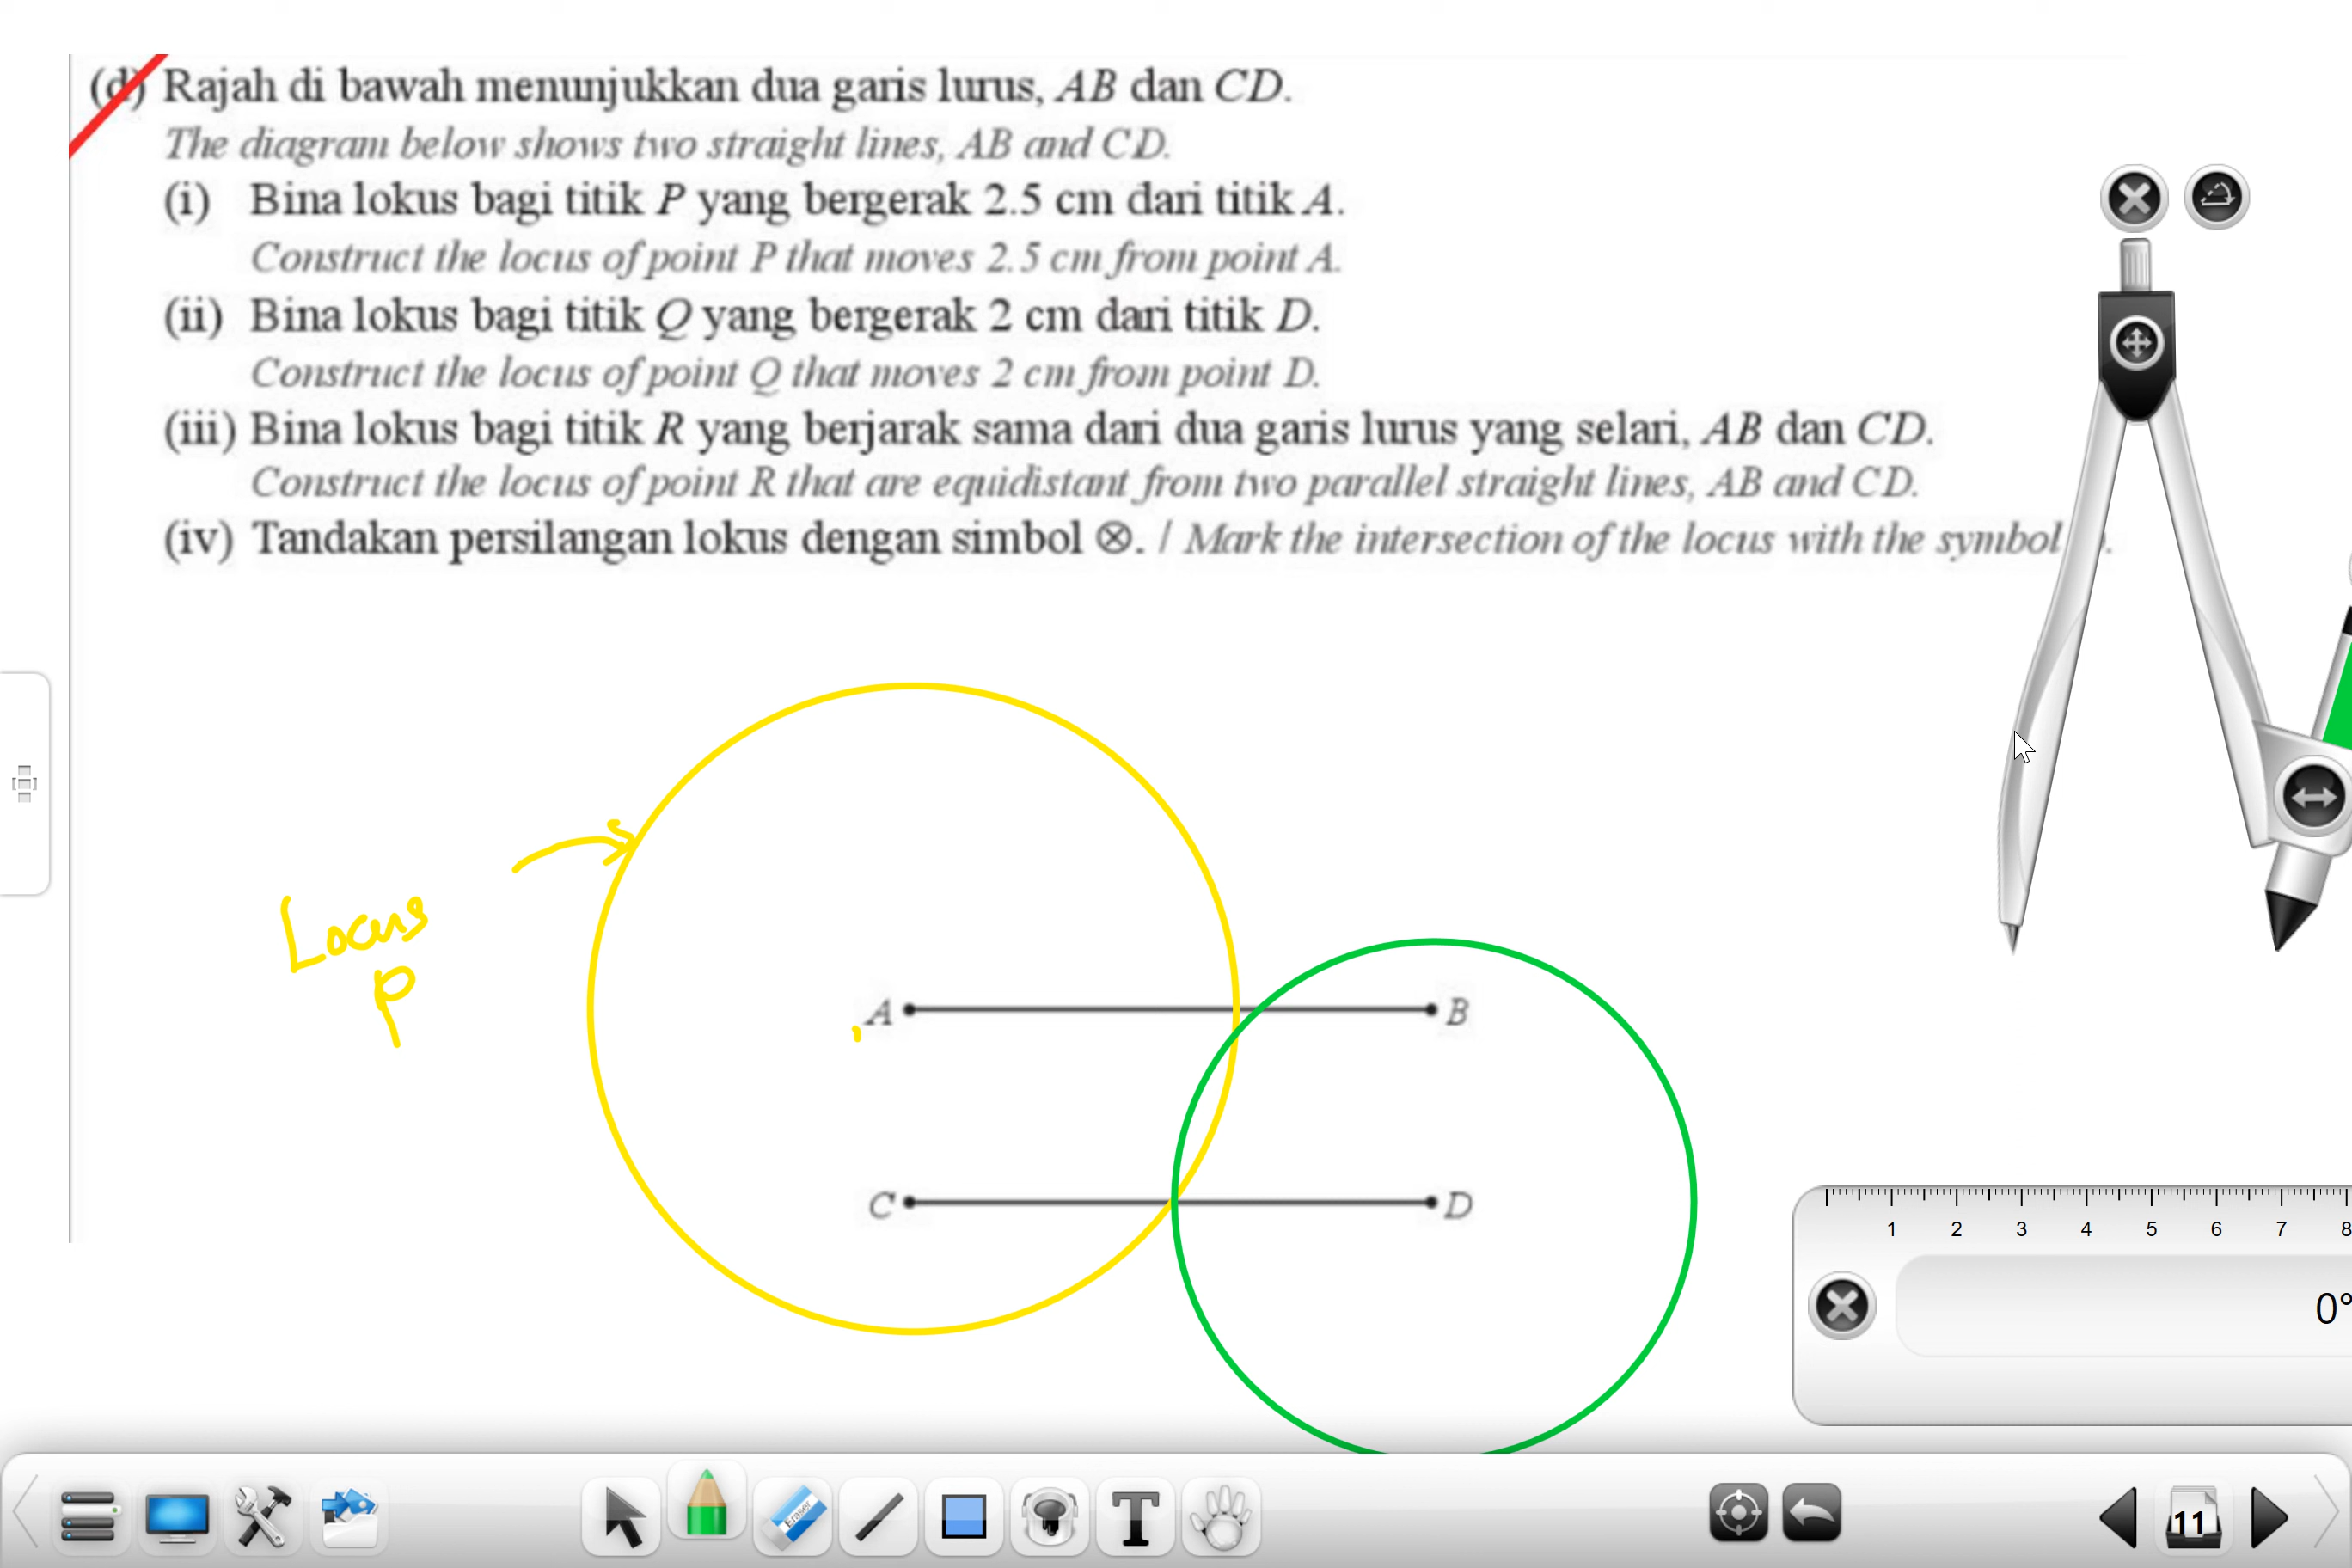 (d) Rajah di bawah menunjukkan dua garis lurus, AB dan CD.
The diagram below shows two straight lines, AB and CD.
(i) Bina lokus bagi titik P yang bergerak 2.5 cm dari titik A.
Construct the locus of point P that moves 2.5 cm from point A.
(ii) Bina lokus bagi titik Q yang bergerak 2 cm dari titik D.
Construct the locus of point Q that moves 2 cm from point D.
(iii) Bina lokus bagi titik R yang berjarak sama dari dua garis lurus yang selari, AB dan CD.
Construct the locus of point R that are equidistant from two parallel straight lines, AB and CD.
(iv) Tandakan persilangan lokus dengan simbol ⊗. / Mark the intersection of the locus with the symbol
Locus
P
A B
C D
1 2 3 4 5 6 7 8
0°
Eraser
T
11